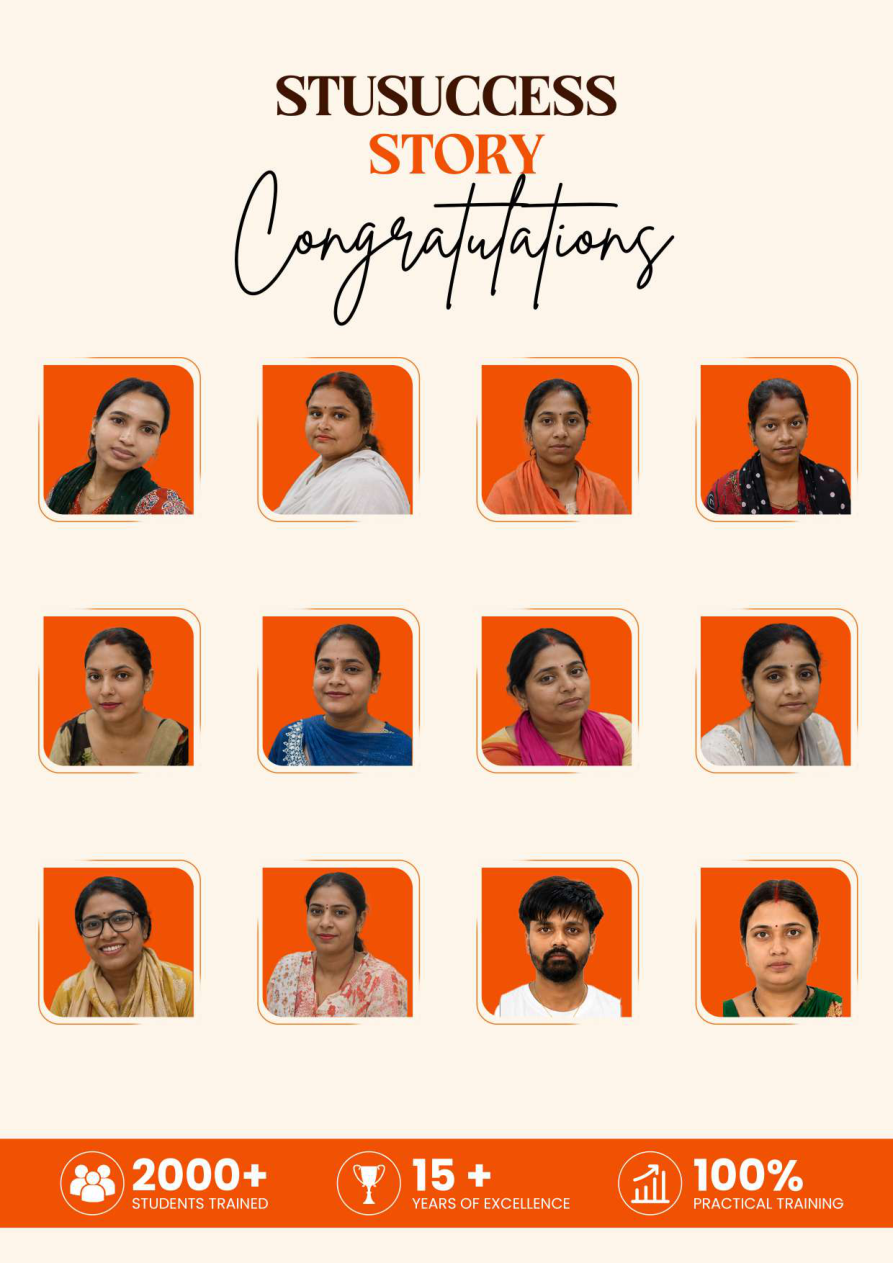 STUSUCCESS
STORY
Congratulations
2000+
STUDENTS TRAINED
15 +
YEARS OF EXCELLENCE
100%
PRACTICAL TRAINING